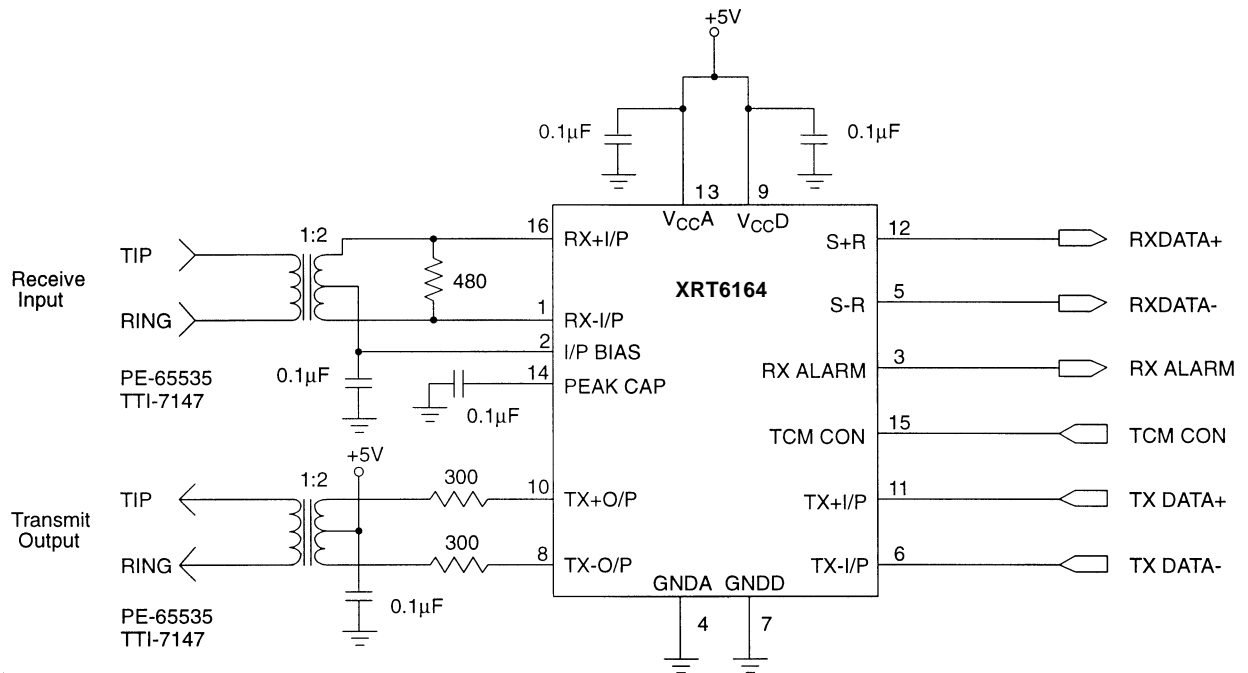 +5V
0.1µF
0.1µF
13
9
VCCA
VCCD
Receive
Input
TIP
RING
1:2
480
16
RX+I/P
1
RX-I/P
2
I/P BIAS
14
PEAK CAP
0.1µF
0.1µF
PE-65535
TTI-7147
XRT6164
S+R
12
RXDATA+
S-R
5
RXDATA-
RX ALARM
3
RX ALARM
TCM CON
15
TCM CON
TX+I/P
11
TX DATA+
TX-I/P
6
TX DATA-
Transmit
Output
TIP
RING
1:2
+5V
300
300
10
TX+O/P
8
TX-O/P
0.1µF
PE-65535
TTI-7147
GNDA
GNDD
4
7